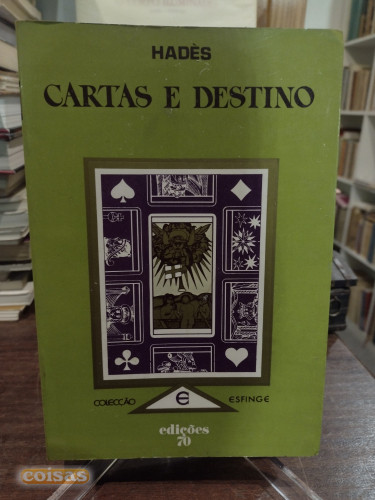 HADÈS
CARTAS E DESTINO
COLECÇÃO E ESFINGE
edições
70
coisas